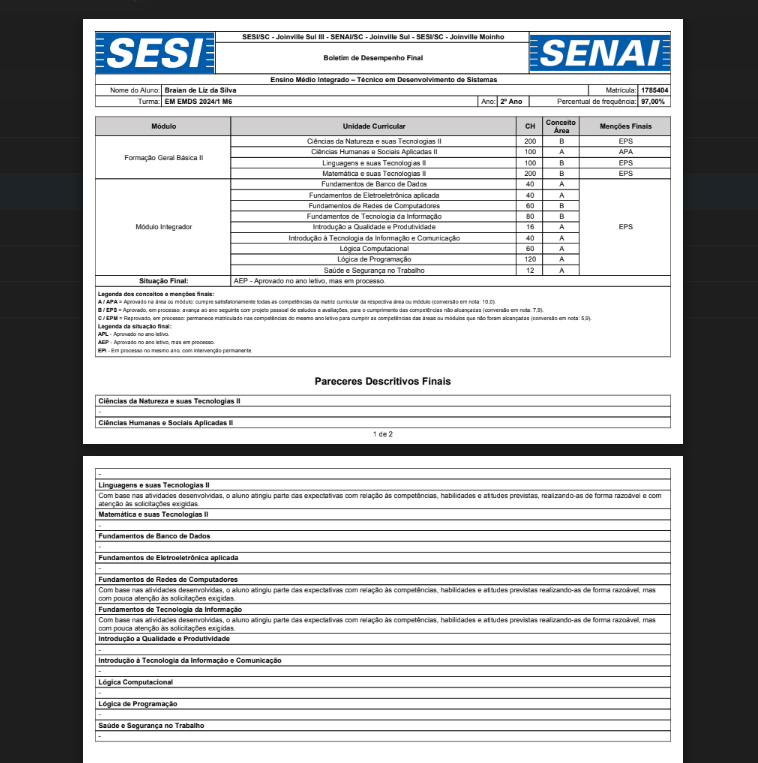 SESI
SESI/SC - Joinville Sul III - SENAI/SC - Joinville Sul - SESI/SC - Joinville Moinho
Boletim de Desempenho Final
SENAI
Ensino Médio Integrado – Técnico em Desenvolvimento de Sistemas
Nome do Aluno: Braian de Liz da Silva Matrícula: 1785404
Turma: EM EMDS 2024/1 M6 Ano: 2º Ano Percentual de frequência: 97,00%
Módulo Unidade Curricular CH Conceito Área Menções Finais
Formação Geral Básica II
Ciências da Natureza e suas Tecnologias II 200 B EPS
Ciências Humanas e Sociais Aplicadas II 100 A APA
Linguagens e suas Tecnologias II 100 B EPS
Matemática e suas Tecnologias II 200 B EPS
Módulo Integrador
Fundamentos de Banco de Dados 40 A
Fundamentos de Eletroeletrônica aplicada 40 A
Fundamentos de Redes de Computadores 60 B
Fundamentos de Tecnologia da Informação 80 B
Introdução a Qualidade e Produtividade 16 A EPS
Introdução à Tecnologia da Informação e Comunicação 40 A
Lógica Computacional 60 A
Lógica de Programação 120 A
Saúde e Segurança no Trabalho 12 A
Situação Final: AEP - Aprovado no ano letivo, mas em processo.
Legenda dos conceitos e menções finais:
A / APA = Aprovado na área ou módulo: cumpre satisfatoriamente todas as competências da matriz curricular da respectiva área ou módulo (conversão em nota: 10,0).
B / EPS = Aprovado, em processo: avança ao ano seguinte com projeto pessoal de estudos e avaliações, para o cumprimento das competências não alcançadas (conversão em nota: 7,9).
C / EPM = Reprovado, em processo: permanece matriculado nas competências do mesmo ano letivo para cumprir as competências das áreas ou módulos que não foram alcançadas (conversão em nota: 5,9).
Legenda da situação final:
APL - Aprovado no ano letivo.
AEP - Aprovado no ano letivo, mas em processo.
EPI - Em processo no mesmo ano, com intervenção permanente.
Pareceres Descritivos Finais
Ciências da Natureza e suas Tecnologias II
-
Ciências Humanas e Sociais Aplicadas II
1 de 2
-
Linguagens e suas Tecnologias II
Com base nas atividades desenvolvidas, o aluno atingiu parte das expectativas com relação às competências, habilidades e atitudes previstas, realizando-as de forma razoável e com
atenção às solicitações exigidas.
Matemática e suas Tecnologias II
-
Fundamentos de Banco de Dados
-
Fundamentos de Eletroeletrônica aplicada
-
Fundamentos de Redes de Computadores
Com base nas atividades desenvolvidas, o aluno atingiu parte das expectativas com relação às competências, habilidades e atitudes previstas realizando-as de forma razoável, mas
com pouca atenção às solicitações exigidas.
Fundamentos de Tecnologia da Informação
Com base nas atividades desenvolvidas, o aluno atingiu parte das expectativas com relação às competências, habilidades e atitudes previstas realizando-as de forma razoável, mas
com pouca atenção às solicitações exigidas.
Introdução a Qualidade e Produtividade
-
Introdução à Tecnologia da Informação e Comunicação
-
Lógica Computacional
-
Lógica de Programação
-
Saúde e Segurança no Trabalho
-